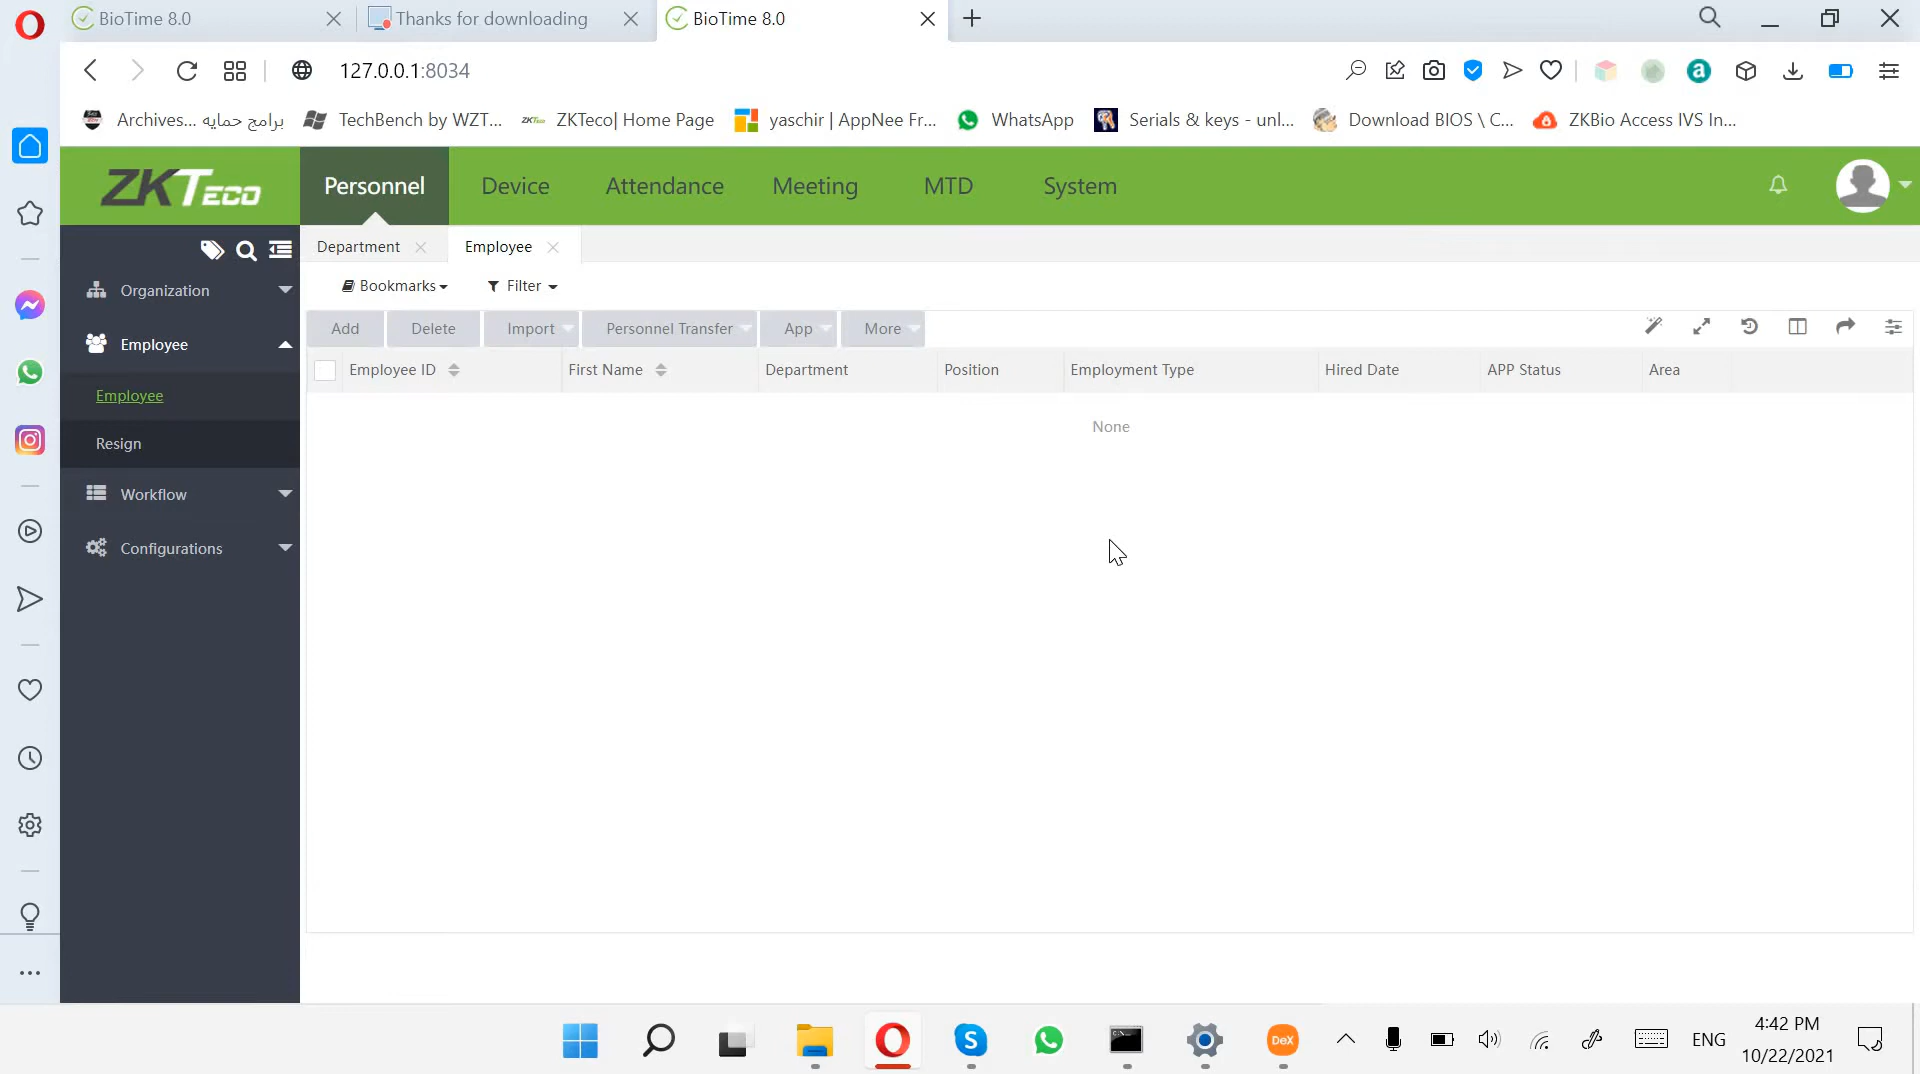 BioTime 8.0
Thanks for downloading
BioTime 8.0
127.0.0.1:8034
Archives... برامج حمايه
TechBench by WZT...
ZKTeco| Home Page
yaschir | AppNee Fr...
WhatsApp
Serials & keys - unl...
Download BIOS \ C...
ZKBio Access IVS In...
ZKTeco
Personnel
Device
Attendance
Meeting
MTD
System
Department
Employee
Organization
Bookmarks
Filter
Add
Delete
Import
Personnel Transfer
App
More
Employee
Employee ID
First Name
Department
Position
Employment Type
Hired Date
APP Status
Area
Employee
None
Resign
Workflow
Configurations
DeX
ENG
4:42 PM
10/22/2021